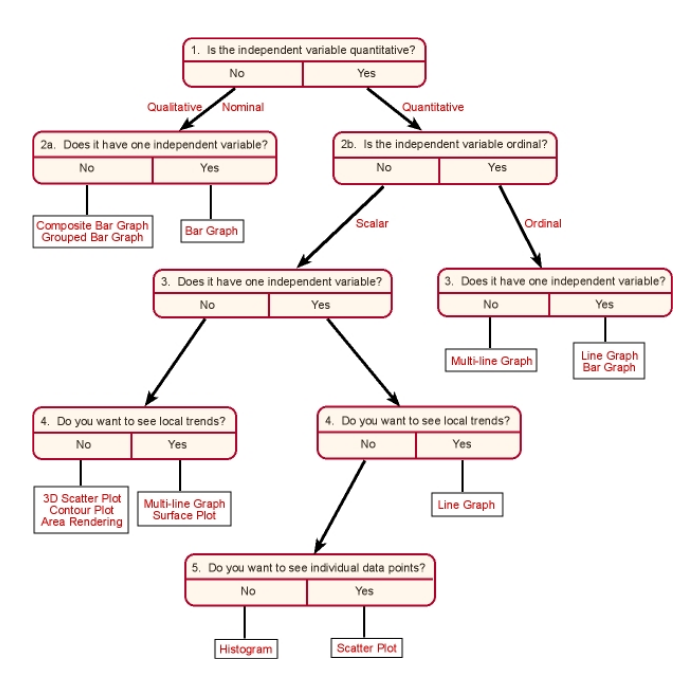 1. Is the independent variable quantitative?
No Yes
Qualitative Nominal Quantitative
2a. Does it have one independent variable?
No Yes
2b. Is the independent variable ordinal?
No Yes
Composite Bar Graph
Grouped Bar Graph
Bar Graph
Scalar
Ordinal
3. Does it have one independent variable?
No Yes
3. Does it have one independent variable?
No Yes
Multi-line Graph
Line Graph
Bar Graph
4. Do you want to see local trends?
No Yes
4. Do you want to see local trends?
No Yes
3D Scatter Plot
Contour Plot
Area Rendering
Multi-line Graph
Surface Plot
Line Graph
5. Do you want to see individual data points?
No Yes
Histogram
Scatter Plot